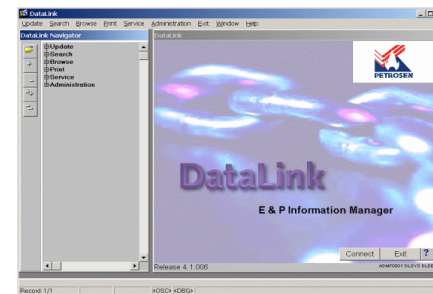 DataLink
Update Search Browse Print Service Administration Exit Window Help
DataLink Navigator
DataLink
Update
Search
Browse
Print
Service
Administration
PETROSEN
DataLink
E & P Information Manager
Connect Exit ?
Release 4.1.006
Record: 1/1 <OSC> <DBG>